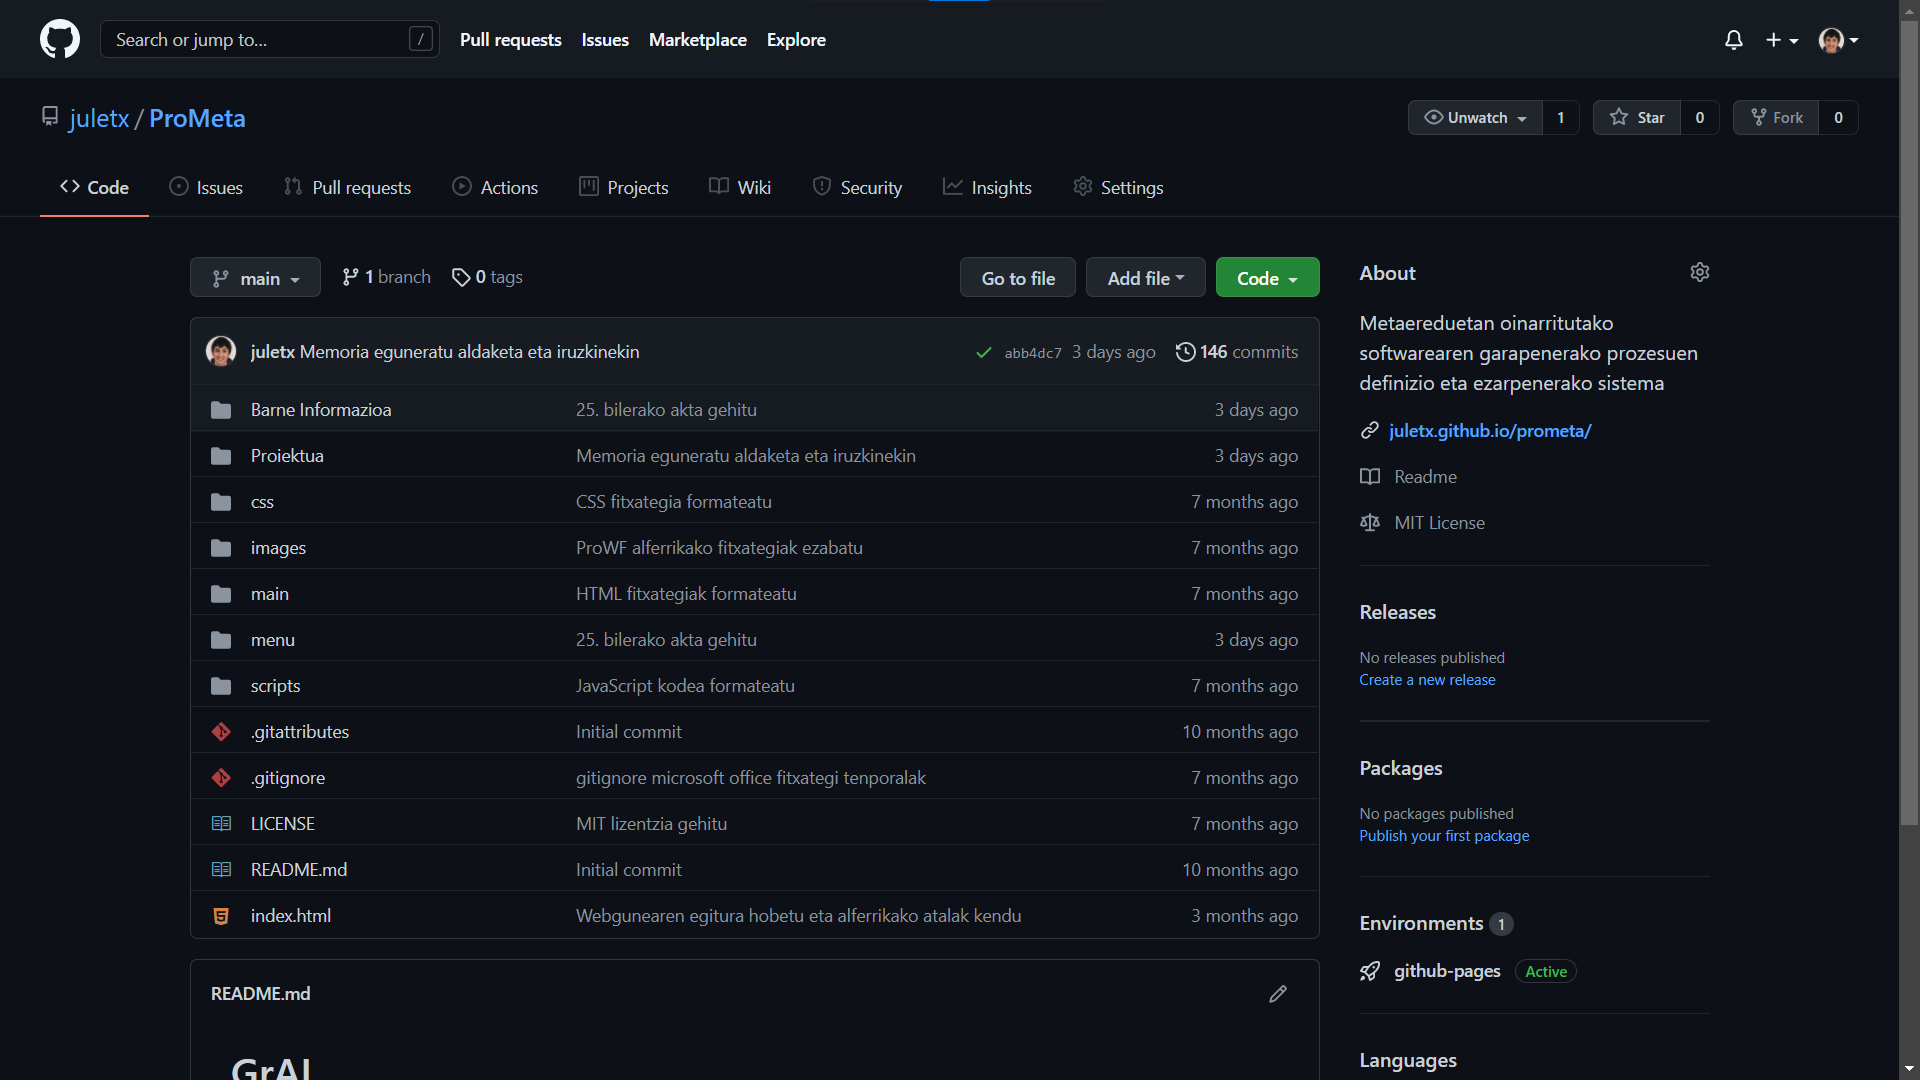 Search or jump to... /
Pull requests Issues Marketplace Explore
juletx / ProMeta
Unwatch 1 Star 0 Fork 0
Code Issues Pull requests Actions Projects Wiki Security Insights Settings
main 1 branch 0 tags
Go to file Add file Code
juletx Memoria eguneratu aldaketa eta iruzkinekin abb4dc7 3 days ago 146 commits
Barne Informazioa 25. bilerako akta gehitu 3 days ago
Proiektua Memoria eguneratu aldaketa eta iruzkinekin 3 days ago
css CSS fitxategia formateatu 7 months ago
images ProWF alferrikako fitxategiak ezabatu 7 months ago
main HTML fitxategiak formateatu 7 months ago
menu 25. bilerako akta gehitu 3 days ago
scripts JavaScript kodea formateatu 7 months ago
.gitattributes Initial commit 10 months ago
.gitignore gitignore microsoft office fitxategi tenporalak 7 months ago
LICENSE MIT lizentzia gehitu 7 months ago
README.md Initial commit 10 months ago
index.html Webgunearen egitura hobetu eta alferrikako atalak kendu 3 months ago
README.md
GrAL
About
Metaereduetan oinarritutako
softwarearen garapenerako prozesuen
definizio eta ezarpenerako sistema
juletx.github.io/prometa/
Readme
MIT License
Releases
No releases published
Create a new release
Packages
No packages published
Publish your first package
Environments 1
github-pages Active
Languages